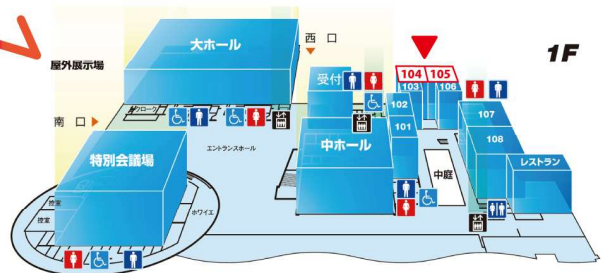 大ホール
西 口
1F
屋外展示場
受付
104 105
103
106
クローク
102
107
南 口
101
108
特別会議場
エントランスホール
中ホール
中庭
レストラン
控室
控室
ホワイエ